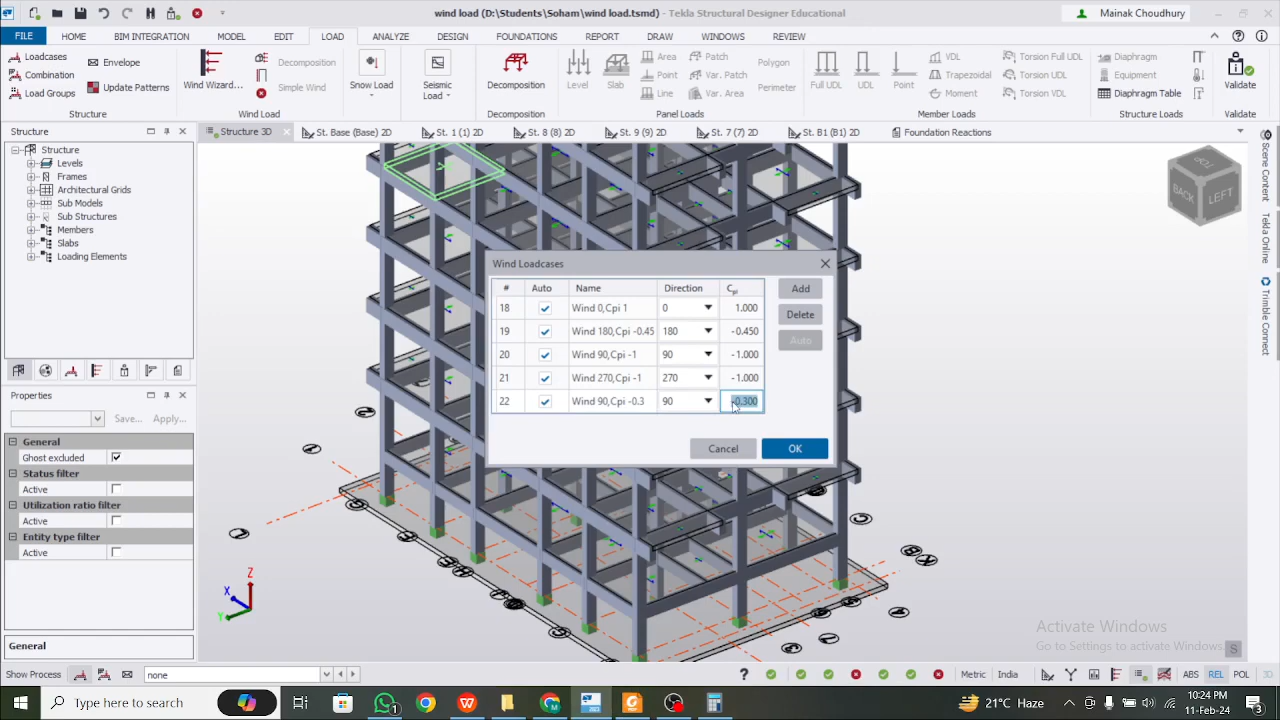 wind load (D:\Students\Soham\wind load.tsmd) - Tekla Structural Designer Educational
Mainak Choudhury
FILE HOME BIM INTEGRATION MODEL EDIT LOAD ANALYZE DESIGN FOUNDATIONS REPORT DRAW WINDOWS REVIEW
Loadcases
Combination
Load Groups
Envelope
Update Patterns
Structure
Wind Wizard...
Decomposition
Simple Wind
Wind Load
Snow Load
Seismic Load
Decomposition
Decomposition
Level
Slab
Area
Point
Line
Patch
Var. Patch
Var. Area
Polygon
Perimeter
Panel Loads
Full UDL
UDL
Point
VDL
Trapezoidal
Moment
Torsion Full UDL
Torsion UDL
Torsion VDL
Member Loads
Diaphragm
Equipment
Diaphragm Table
Structure Loads
Validate
Validate
Structure
Structure 3D
St. Base (Base) 2D
St. 1 (1) 2D
St. 8 (8) 2D
St. 9 (9) 2D
St. 7 (7) 2D
St. B1 (B1) 2D
Foundation Reactions
Structure
Levels
Frames
Architectural Grids
Sub Models
Sub Structures
Members
Slabs
Loading Elements
TOP
BACK
LEFT
Scene Content
Tekla Online
Trimble Connect
Wind Loadcases
# Auto Name Direction Cpi
18 Wind 0,Cpi 1 0 1.000
19 Wind 180,Cpi -0.45 180 -0.450
20 Wind 90,Cpi -1 90 -1.000
21 Wind 270,Cpi -1 270 -1.000
22 Wind 90,Cpi -0.3 90 -0.300
Add
Delete
Auto
Cancel
OK
Properties
Save... Apply...
General
Ghost excluded
Status filter
Active
Utilization ratio filter
Active
Entity type filter
Active
General
Z
X
Y
Activate Windows
Go to Settings to activate Windows.
S
Show Process
none
? Metric India ABS REL POL
Type here to search
21°C
10:24 PM
11-Feb-24